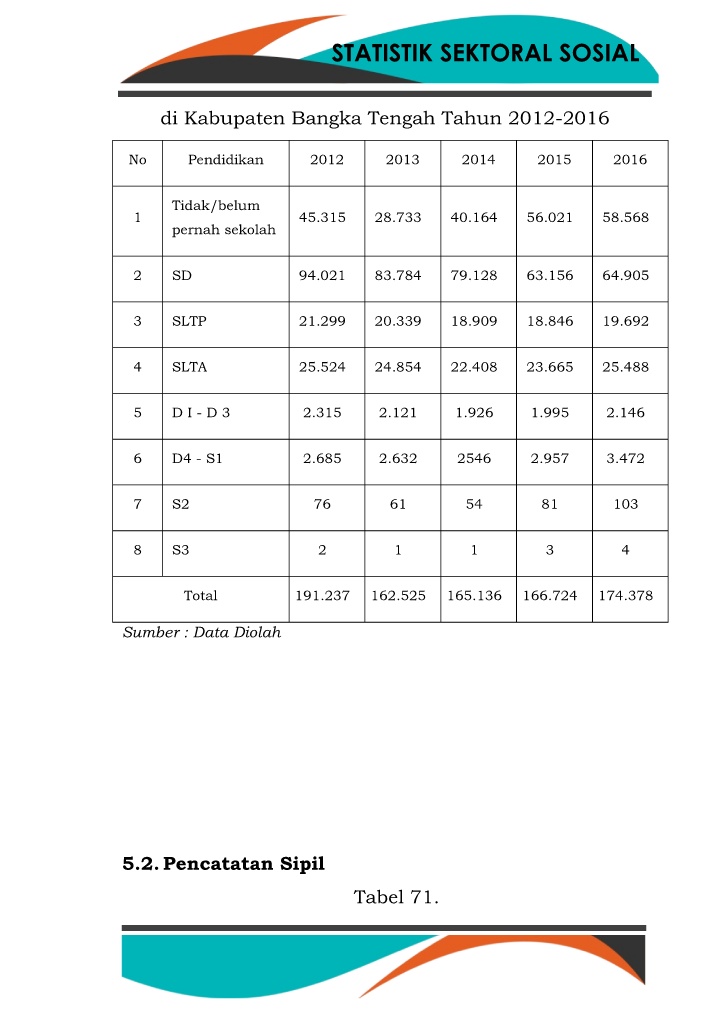 STATISTIK SEKTORAL SOSIAL
di Kabupaten Bangka Tengah Tahun 2012-2016
No Pendidikan 2012 2013 2014 2015 2016
1 Tidak/belum pernah sekolah 45.315 28.733 40.164 56.021 58.568
2 SD 94.021 83.784 79.128 63.156 64.905
3 SLTP 21.299 20.339 18.909 18.846 19.692
4 SLTA 25.524 24.854 22.408 23.665 25.488
5 D I - D 3 2.315 2.121 1.926 1.995 2.146
6 D4 - S1 2.685 2.632 2546 2.957 3.472
7 S2 76 61 54 81 103
8 S3 2 1 1 3 4
Total 191.237 162.525 165.136 166.724 174.378
Sumber : Data Diolah
5.2. Pencatatan Sipil
Tabel 71.